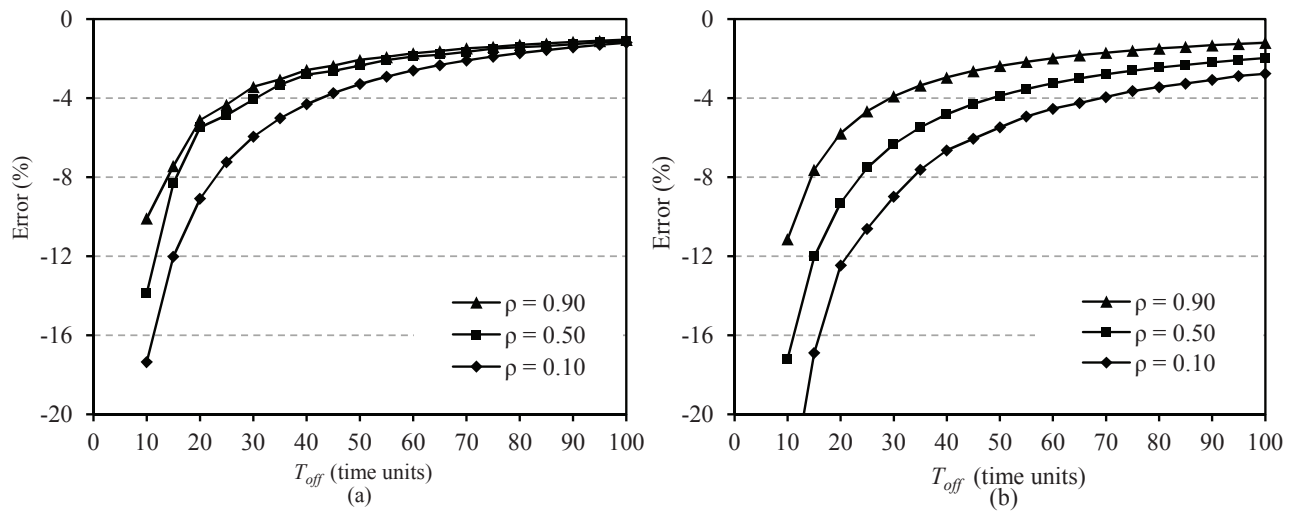 0
-4
-8
-12
-16
-20
Error (%)
0 10 20 30 40 50 60 70 80 90 100
T_off (time units)
(a)
ρ = 0.90
ρ = 0.50
ρ = 0.10
0
-4
-8
-12
-16
-20
Error (%)
0 10 20 30 40 50 60 70 80 90 100
T_off (time units)
(b)
ρ = 0.90
ρ = 0.50
ρ = 0.10